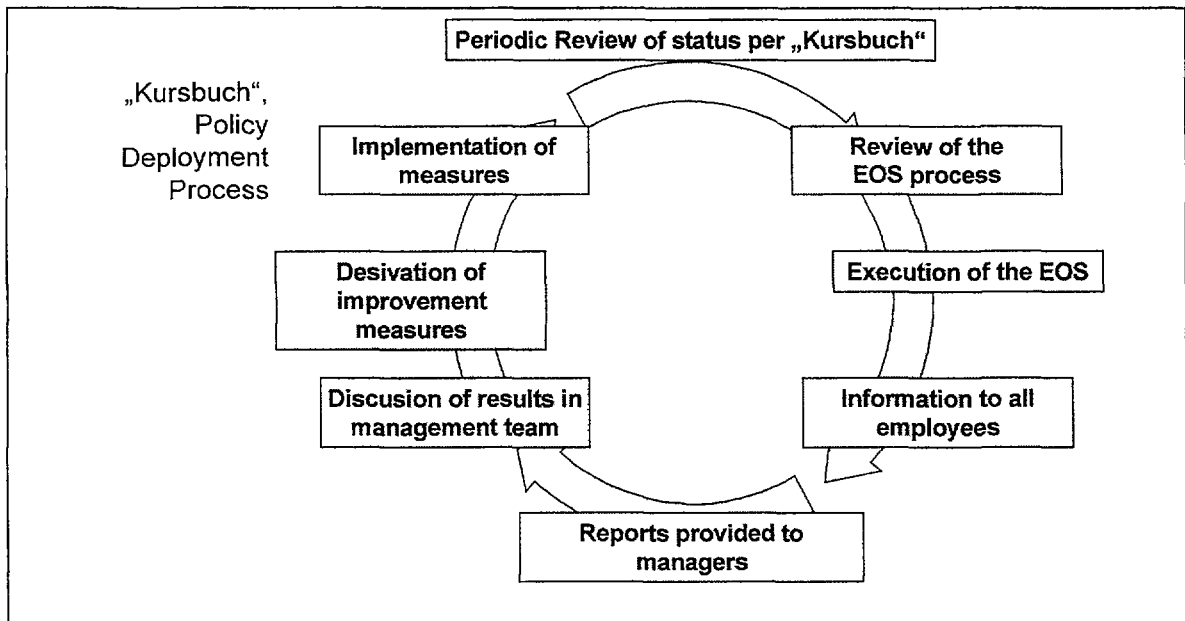 Periodic Review of status per „Kursbuch“
„Kursbuch“,
Policy
Deployment
Process
Implementation of
measures
Review of the
EOS process
Desivation of
improvement
measures
Execution of the EOS
Discusion of results in
management team
Information to all
employees
Reports provided to
managers